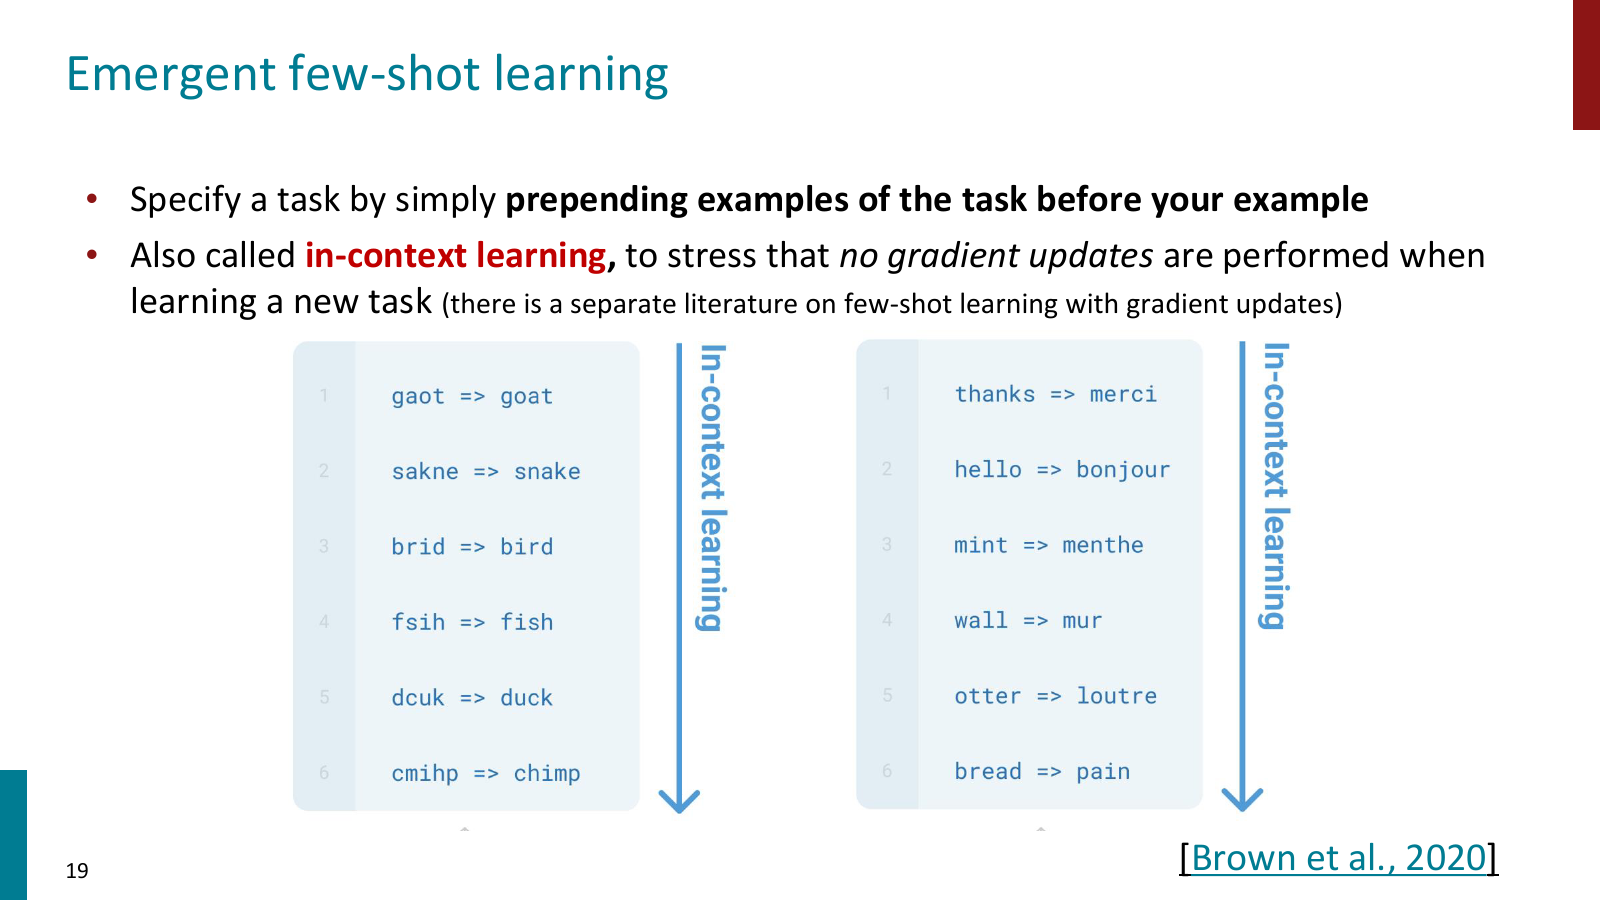 Emergent few-shot learning
• Specify a task by simply prepending examples of the task before your example
• Also called in-context learning, to stress that no gradient updates are performed when
learning a new task (there is a separate literature on few-shot learning with gradient updates)
1 gaot => goat
2 sakne => snake
3 brid => bird
4 fsih => fish
5 dcuk => duck
6 cmihp => chimp
In-context learning
1 thanks => merci
2 hello => bonjour
3 mint => menthe
4 wall => mur
5 otter => loutre
6 bread => pain
In-context learning
[Brown et al., 2020]
19